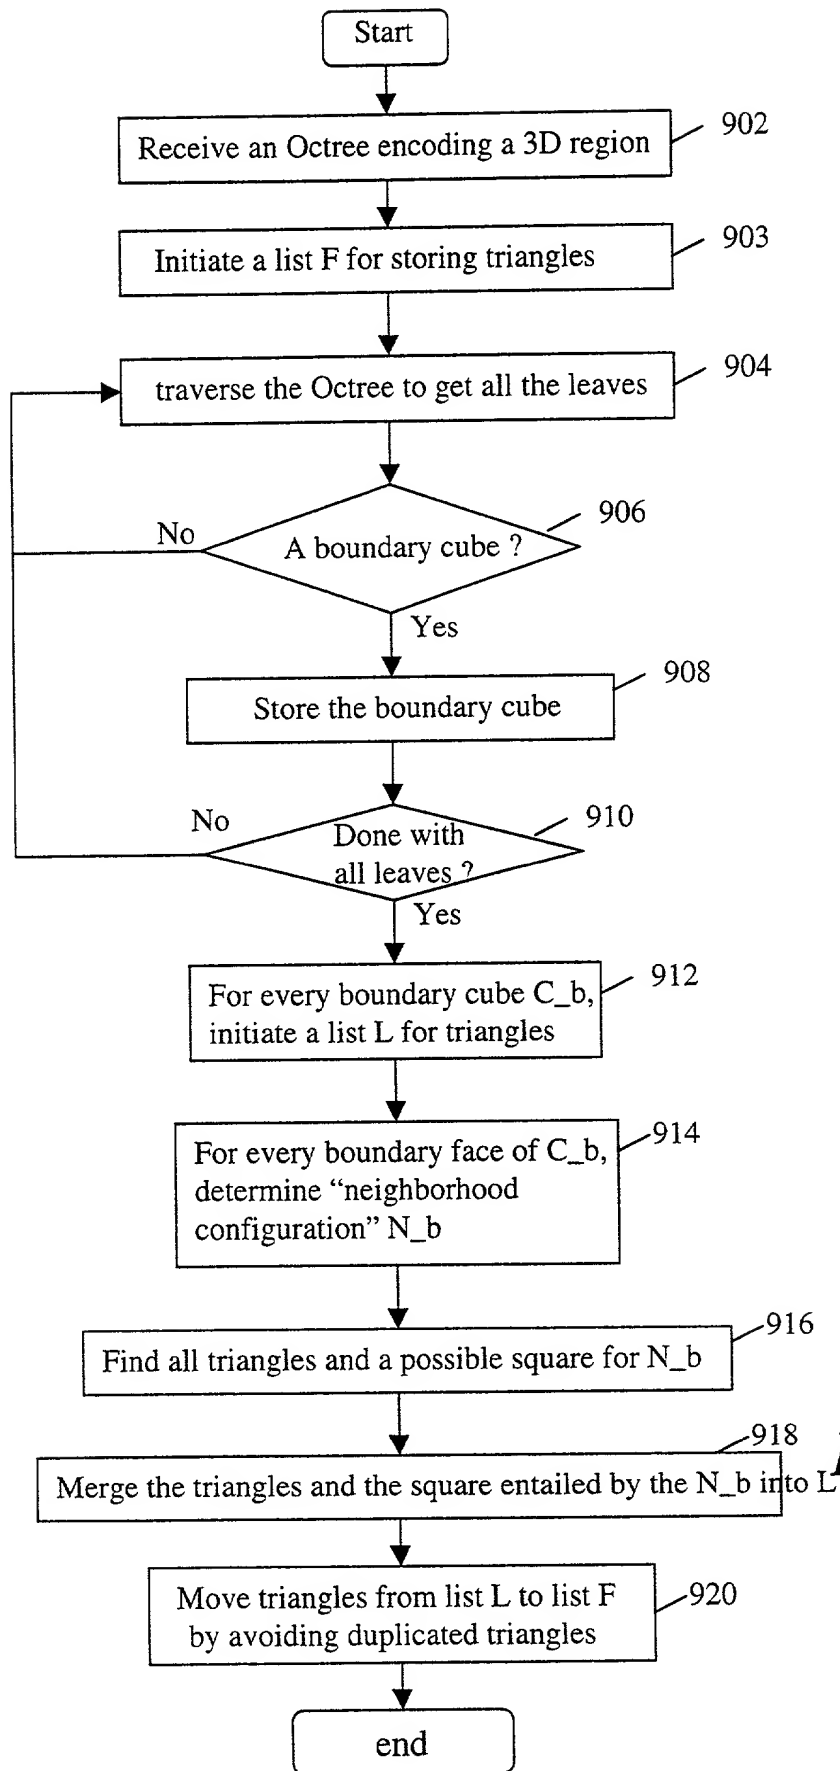 Start
902
Receive an Octree encoding a 3D region
903
Initiate a list F for storing triangles
904
traverse the Octree to get all the leaves
906
No
A boundary cube ?
Yes
908
Store the boundary cube
910
No
Done with
all leaves ?
Yes
912
For every boundary cube C_b,
initiate a list L for triangles
914
For every boundary face of C_b,
determine “neighborhood
configuration” N_b
916
Find all triangles and a possible square for N_b
918
Merge the triangles and the square entailed by the N_b into L
920
Move triangles from list L to list F
by avoiding duplicated triangles
end